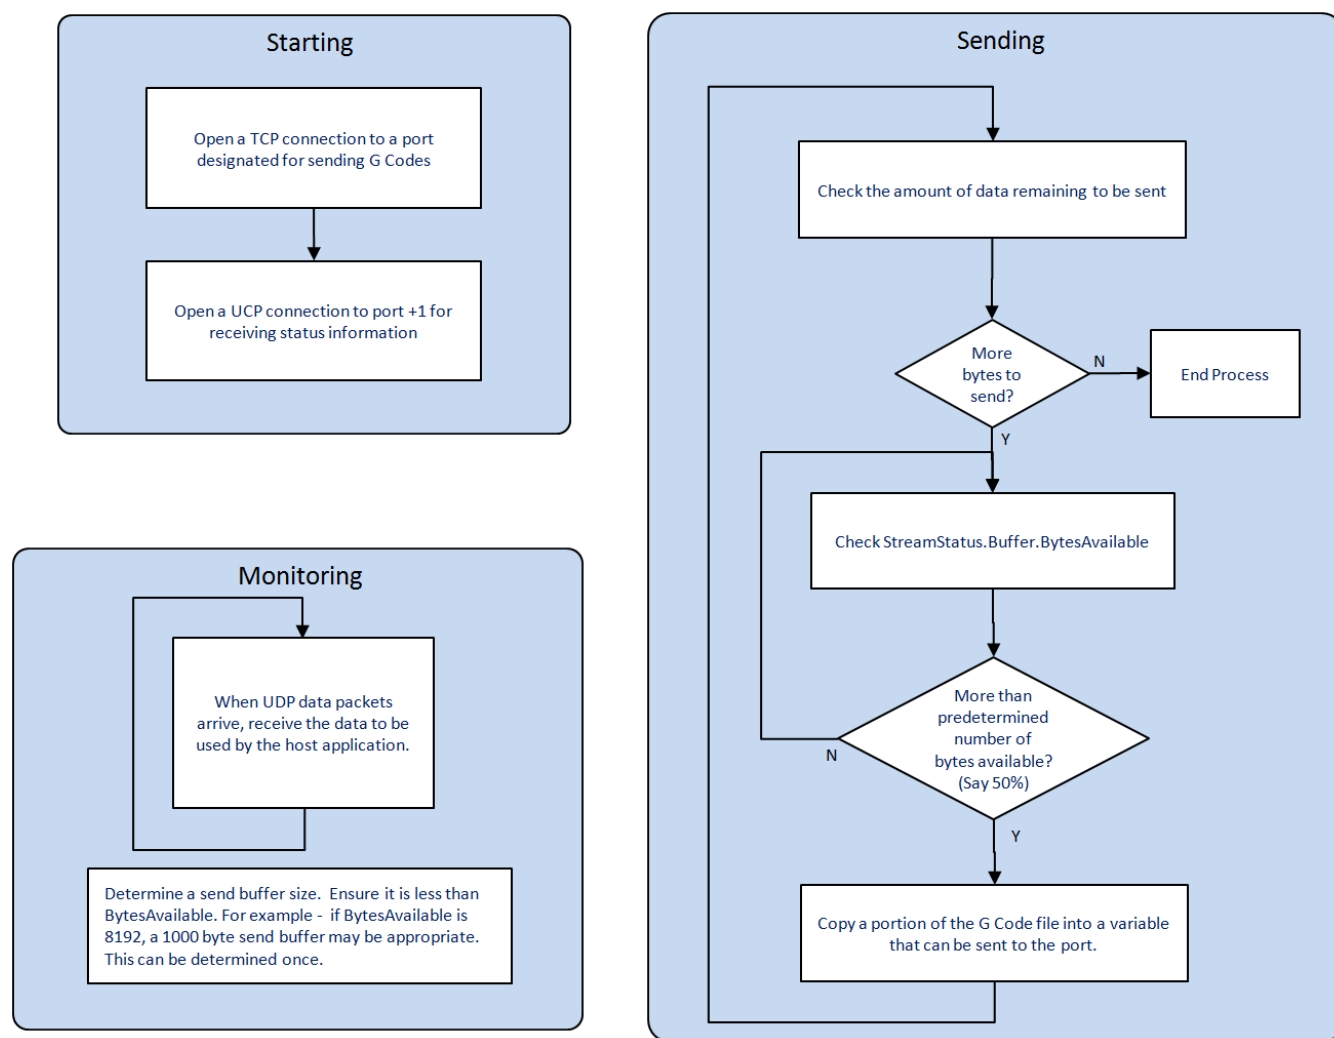 Starting
Open a TCP connection to a port
designated for sending G Codes
Open a UCP connection to port +1 for
receiving status information
Monitoring
When UDP data packets
arrive, receive the data to be
used by the host application.
Determine a send buffer size.  Ensure it is less than
BytesAvailable. For example -  if BytesAvailable is
8192, a 1000 byte send buffer may be appropriate.
This can be determined once.
Sending
Check the amount of data remaining to be sent
More
bytes to
send?
N
End Process
Y
Check StreamStatus.Buffer.BytesAvailable
More than
predetermined
number of
bytes available?
(Say 50%)
N
Y
Copy a portion of the G Code file into a variable
that can be sent to the port.